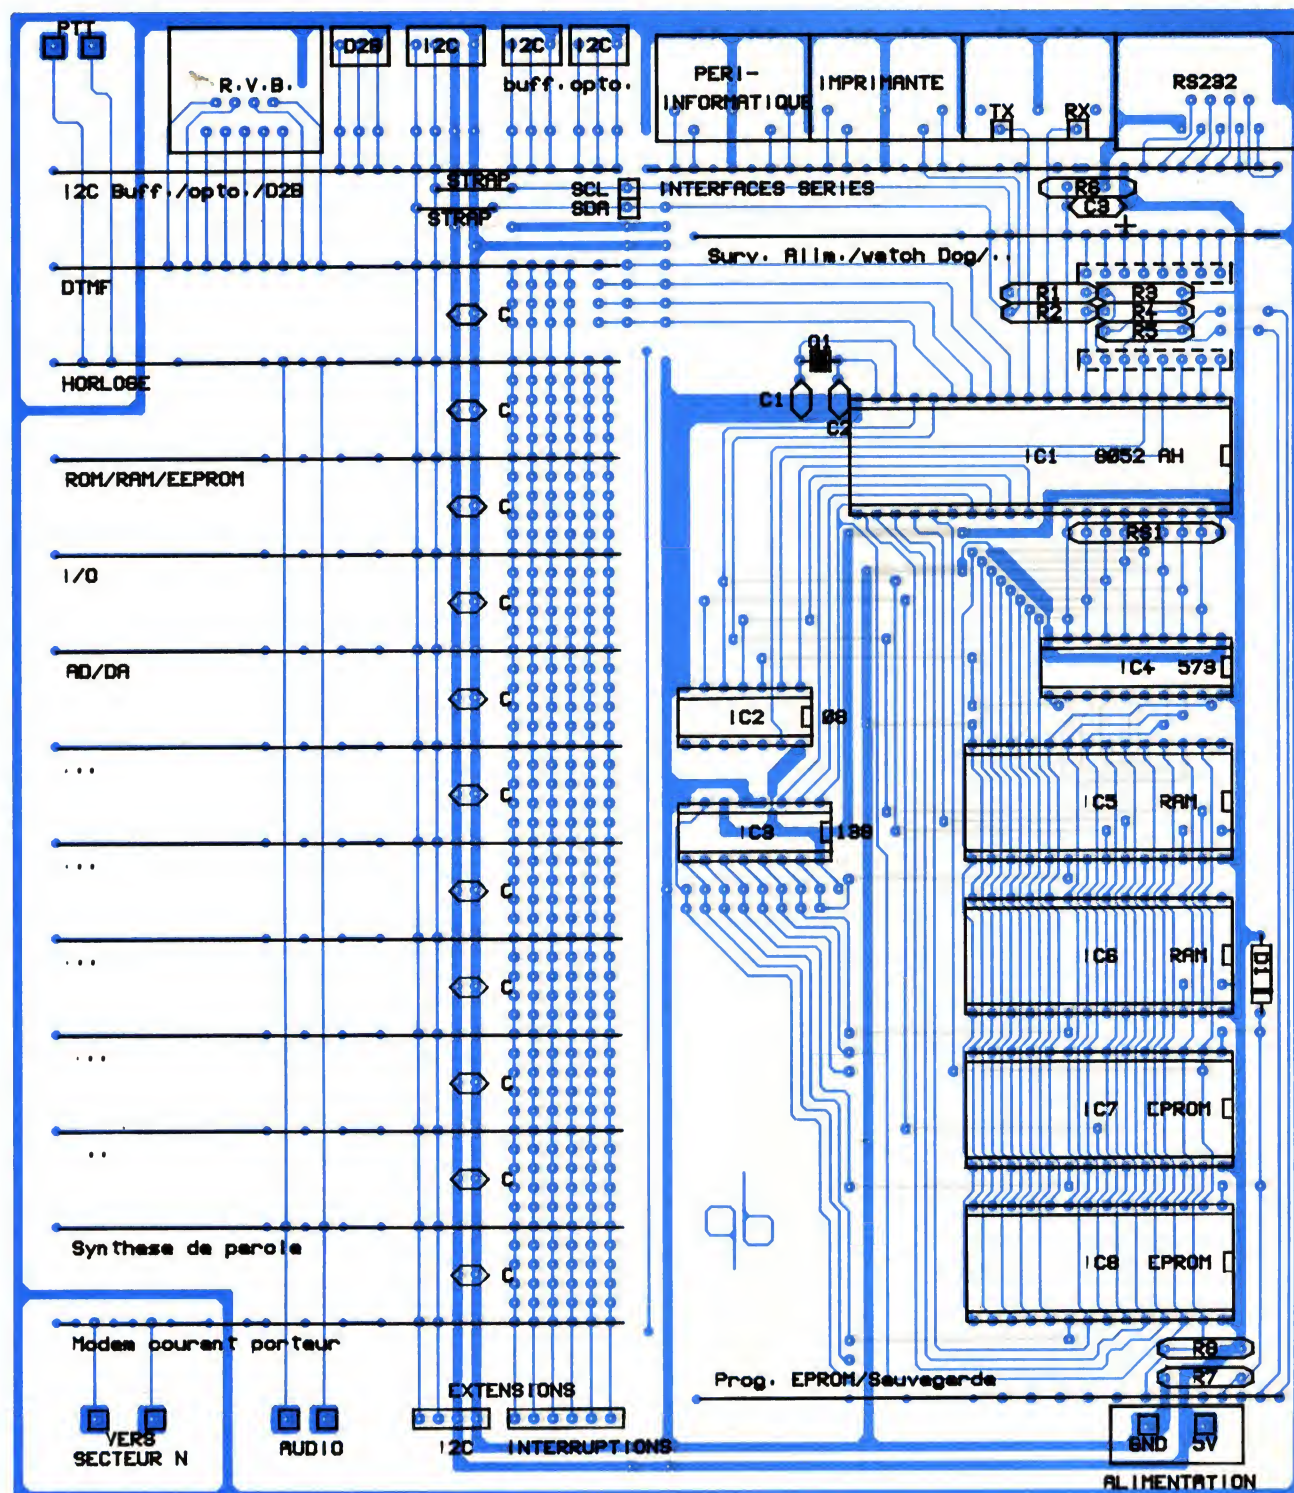 PTT
R.V.B.
D2B
I2C
I2C
I2C
buff.opto.
PERI-
INFORMATIQUE
IMPRIMANTE
TX
RX
RS232
I2C Buff./opto./D2B
STRAP
STRAP
SCL
SDA
INTERFACES SERIES
C3
+
Surv. Alim./watch Dog/..
DTMF
C
R1
R3
R2
R4
R5
Q1
HORLOGE
C
C1
C2
IC1 8052 AH
ROM/RAM/EEPROM
C
RS1
I/O
C
AD/DA
IC4 573
C
IC2
08
...
C
IC5 RAM
IC3
138
...
C
...
IC6 RAM
D1
C
...
C
IC7 EPROM
..
C
Synthese de parole
C
IC8 EPROM
Modem courant porteur
R7
Prog. EPROM/Sauvegarde
EXTENSIONS
VERS
SECTEUR N
AUDIO
I2C
INTERRUPTIONS
GND
5V
ALIMENTATION